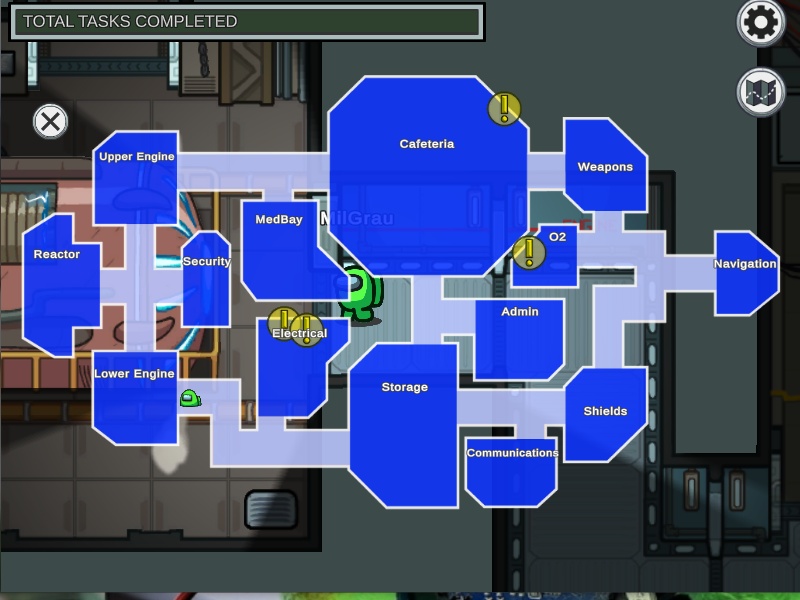 TOTAL TASKS COMPLETED
Cafeteria
Upper Engine
Weapons
MedBay
MilGrau
O2
Reactor
Security
Navigation
Admin
Electrical
Lower Engine
Storage
Shields
Communications